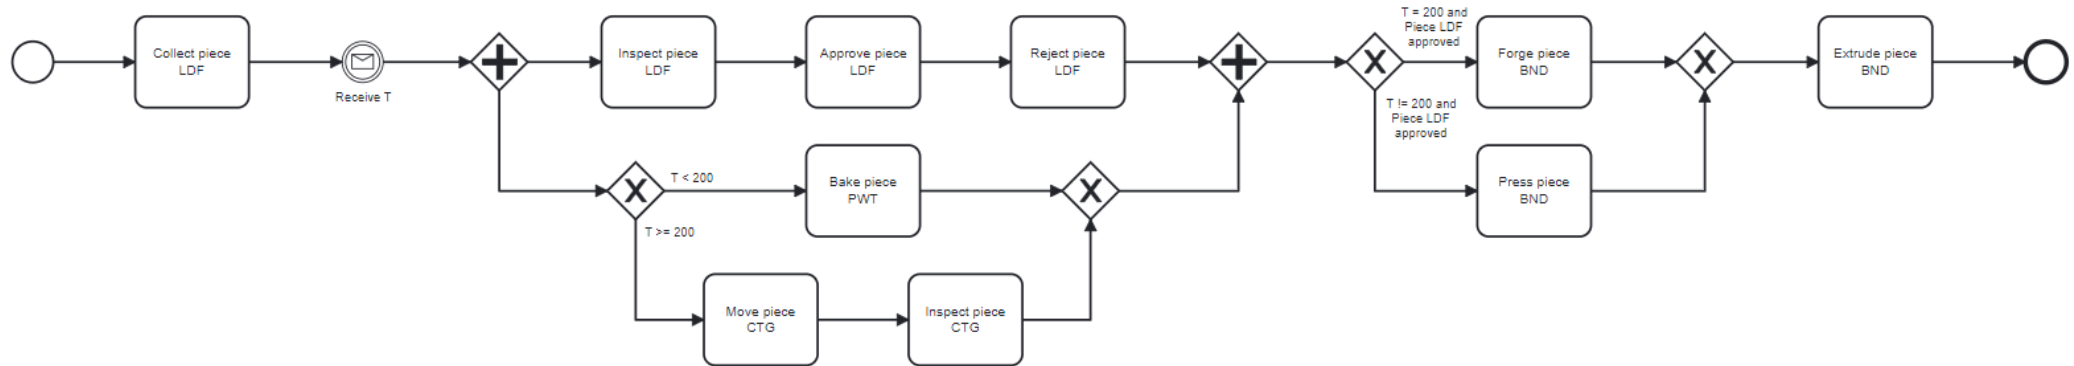 Collect piece
LDF
Receive T
Inspect piece
LDF
Approve piece
LDF
Reject piece
LDF
T = 200 and
Piece LDF
approved
Forge piece
BND
Extrude piece
BND
T != 200 and
Piece LDF
approved
T < 200
Bake piece
PWT
Press piece
BND
T >= 200
Move piece
CTG
Inspect piece
CTG